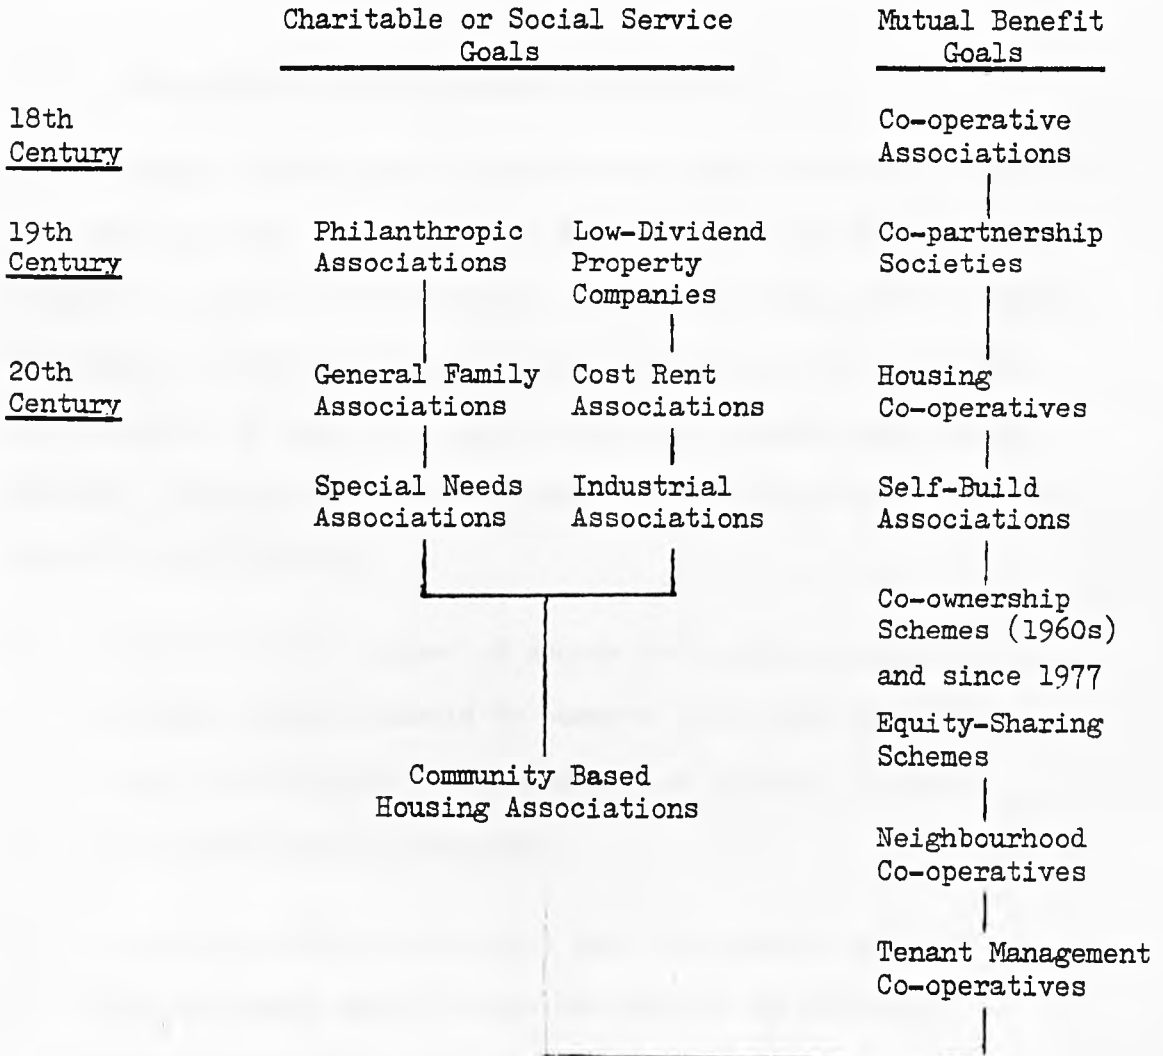 Charitable or Social Service
Goals
Mutual Benefit
Goals
18th
Century
Co-operative
Associations
19th
Century
Philanthropic
Associations
Low-Dividend
Property
Companies
Co-partnership
Societies
20th
Century
General Family
Associations
Cost Rent
Associations
Housing
Co-operatives
Special Needs
Associations
Industrial
Associations
Self-Build
Associations
Co-ownership
Schemes (1960s)
and since 1977
Equity-Sharing
Schemes
Community Based
Housing Associations
Neighbourhood
Co-operatives
Tenant Management
Co-operatives